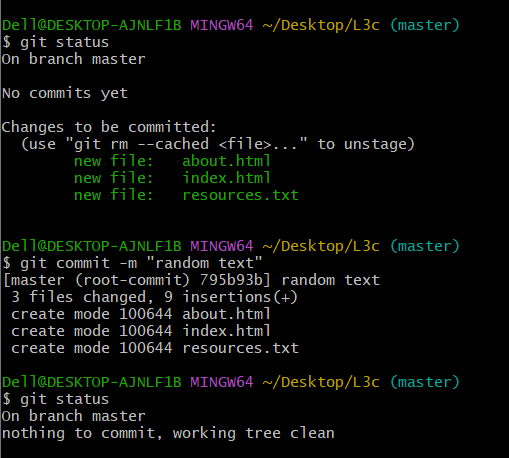 Dell@DESKTOP-AJNLF1B MINGW64 ~/Desktop/L3c (master)
$ git status
On branch master
No commits yet
Changes to be committed:
  (use "git rm --cached <file>..." to unstage)
        new file:   about.html
        new file:   index.html
        new file:   resources.txt
Dell@DESKTOP-AJNLF1B MINGW64 ~/Desktop/L3c (master)
$ git commit -m "random text"
[master (root-commit) 795b93b] random text
 3 files changed, 9 insertions(+)
 create mode 100644 about.html
 create mode 100644 index.html
 create mode 100644 resources.txt
Dell@DESKTOP-AJNLF1B MINGW64 ~/Desktop/L3c (master)
$ git status
On branch master
nothing to commit, working tree clean